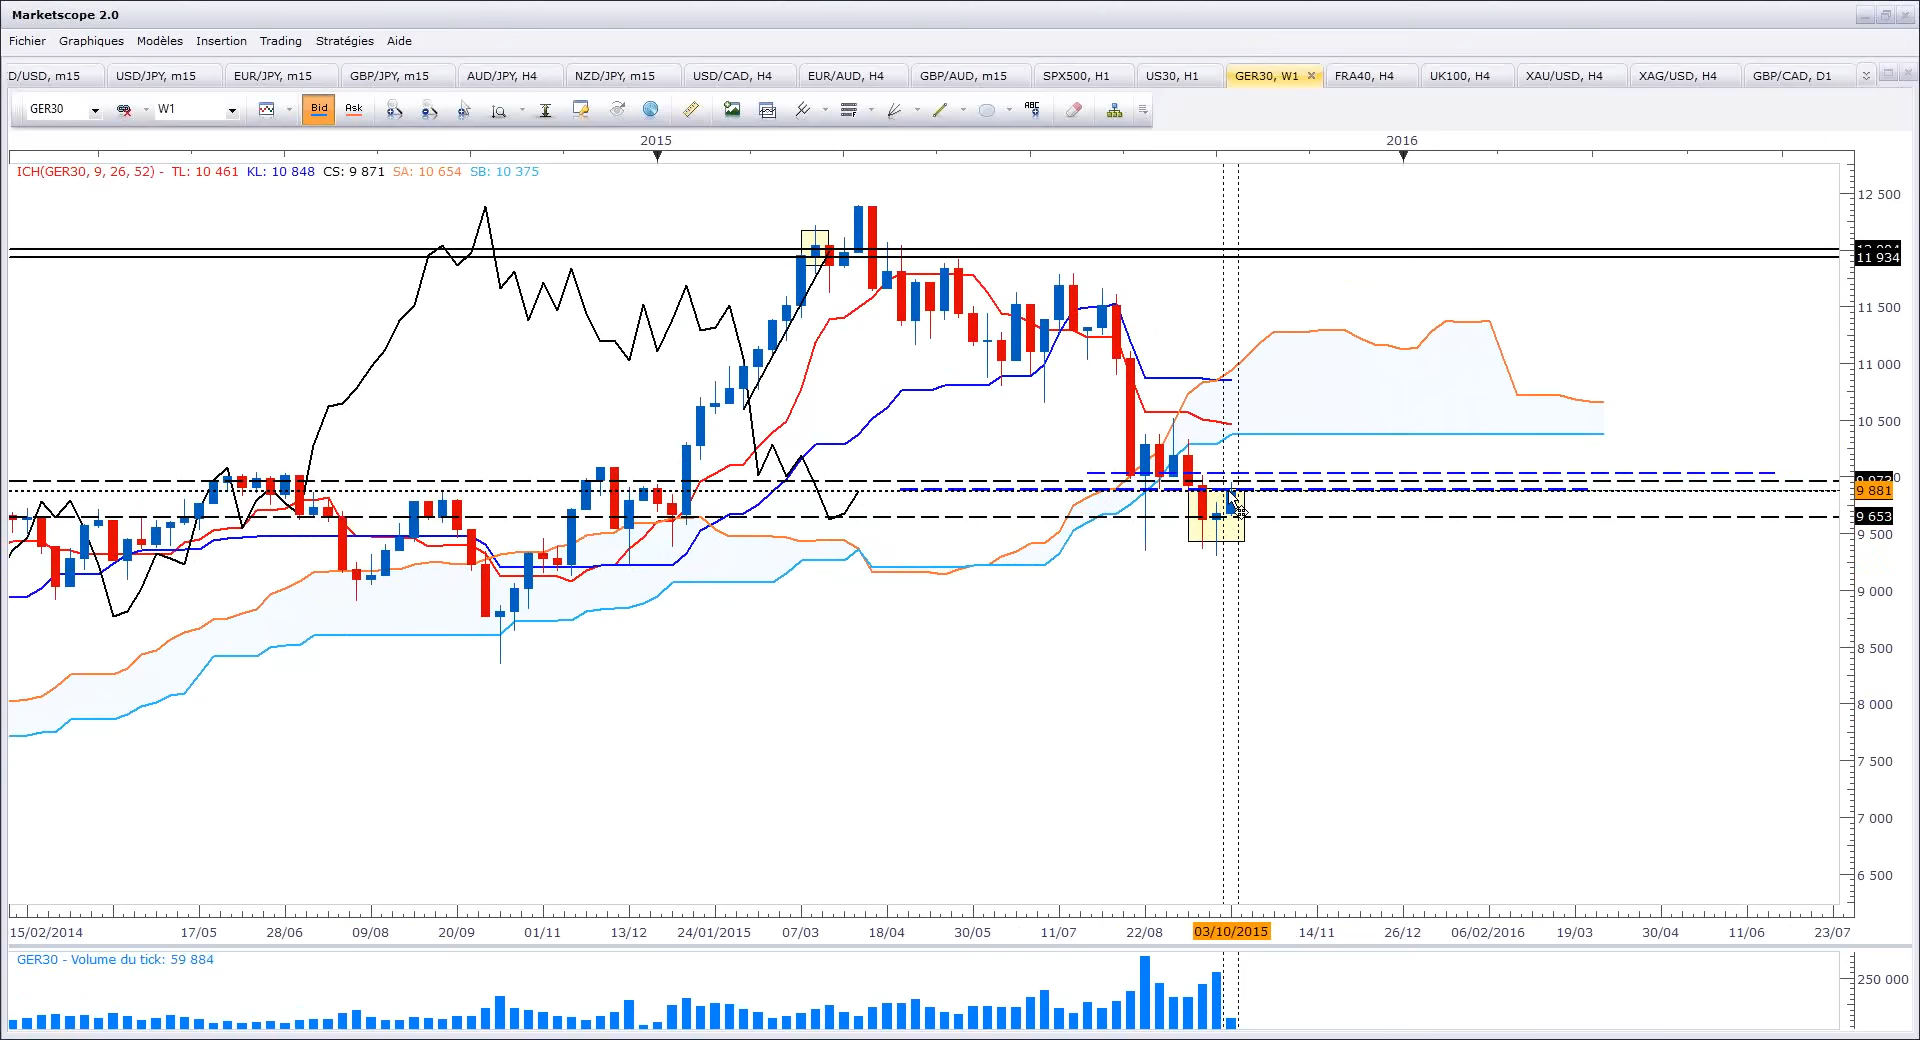 Marketscope 2.0
Fichier Graphiques Modèles Insertion Trading Stratégies Aide
D/USD, m15 USD/JPY, m15 EUR/JPY, m15 GBP/JPY, m15 AUD/JPY, H4 NZD/JPY, m15 USD/CAD, H4 EUR/AUD, H4 GBP/AUD, m15 SPX500, H1 US30, H1 GER30, W1 FRA40, H4 UK100, H4 XAU/USD, H4 XAG/USD, H4 GBP/CAD, D1
GER30 W1 Bid Ask ABC
2015 2016
ICH(GER30, 9, 26, 52) - TL: 10 461 KL: 10 848 CS: 9 871 SA: 10 654 SB: 10 375
12 500
11 934
11 500
11 000
10 500
9 881
9 653
9 500
9 000
8 500
8 000
7 500
7 000
6 500
15/02/2014 17/05 28/06 09/08 20/09 01/11 13/12 24/01/2015 07/03 18/04 30/05 11/07 22/08 03/10/2015 14/11 26/12 06/02/2016 19/03 30/04 11/06 23/07
GER30 - Volume du tick: 59 884
250 000